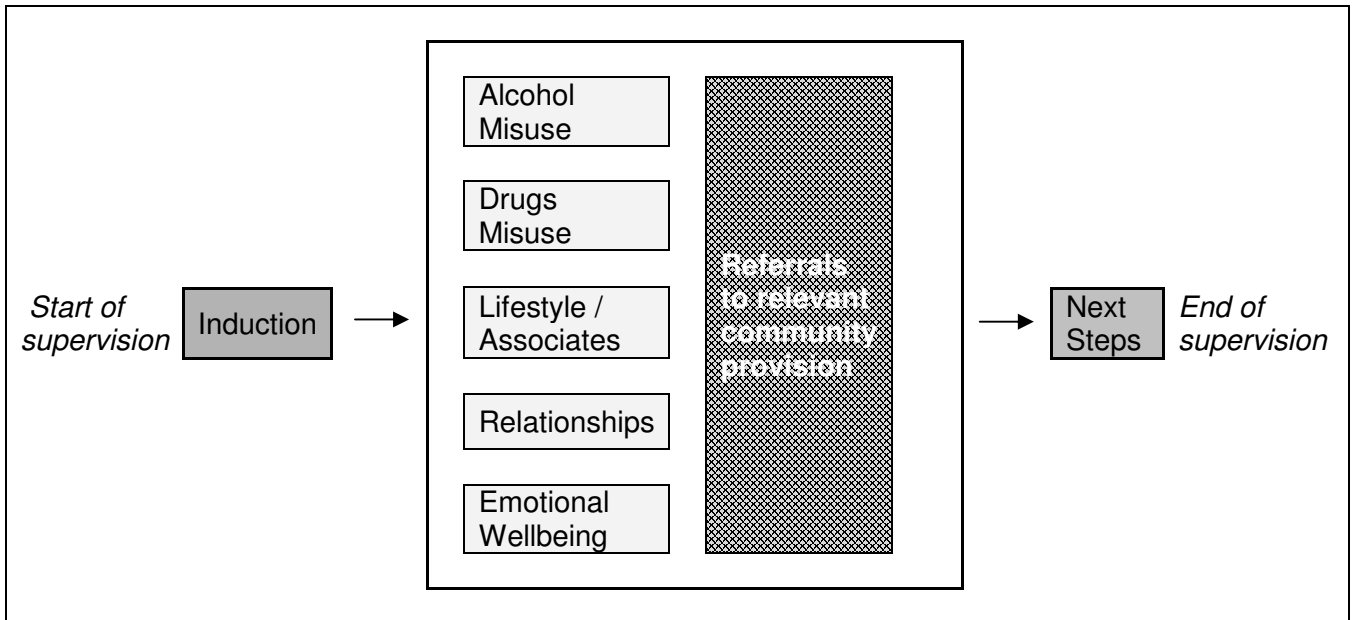 Start of
supervision
Induction
Alcohol
Misuse
Drugs
Misuse
Lifestyle /
Associates
Relationships
Emotional
Wellbeing
Referrals
to relevant
community
provision
Next
Steps
End of
supervision